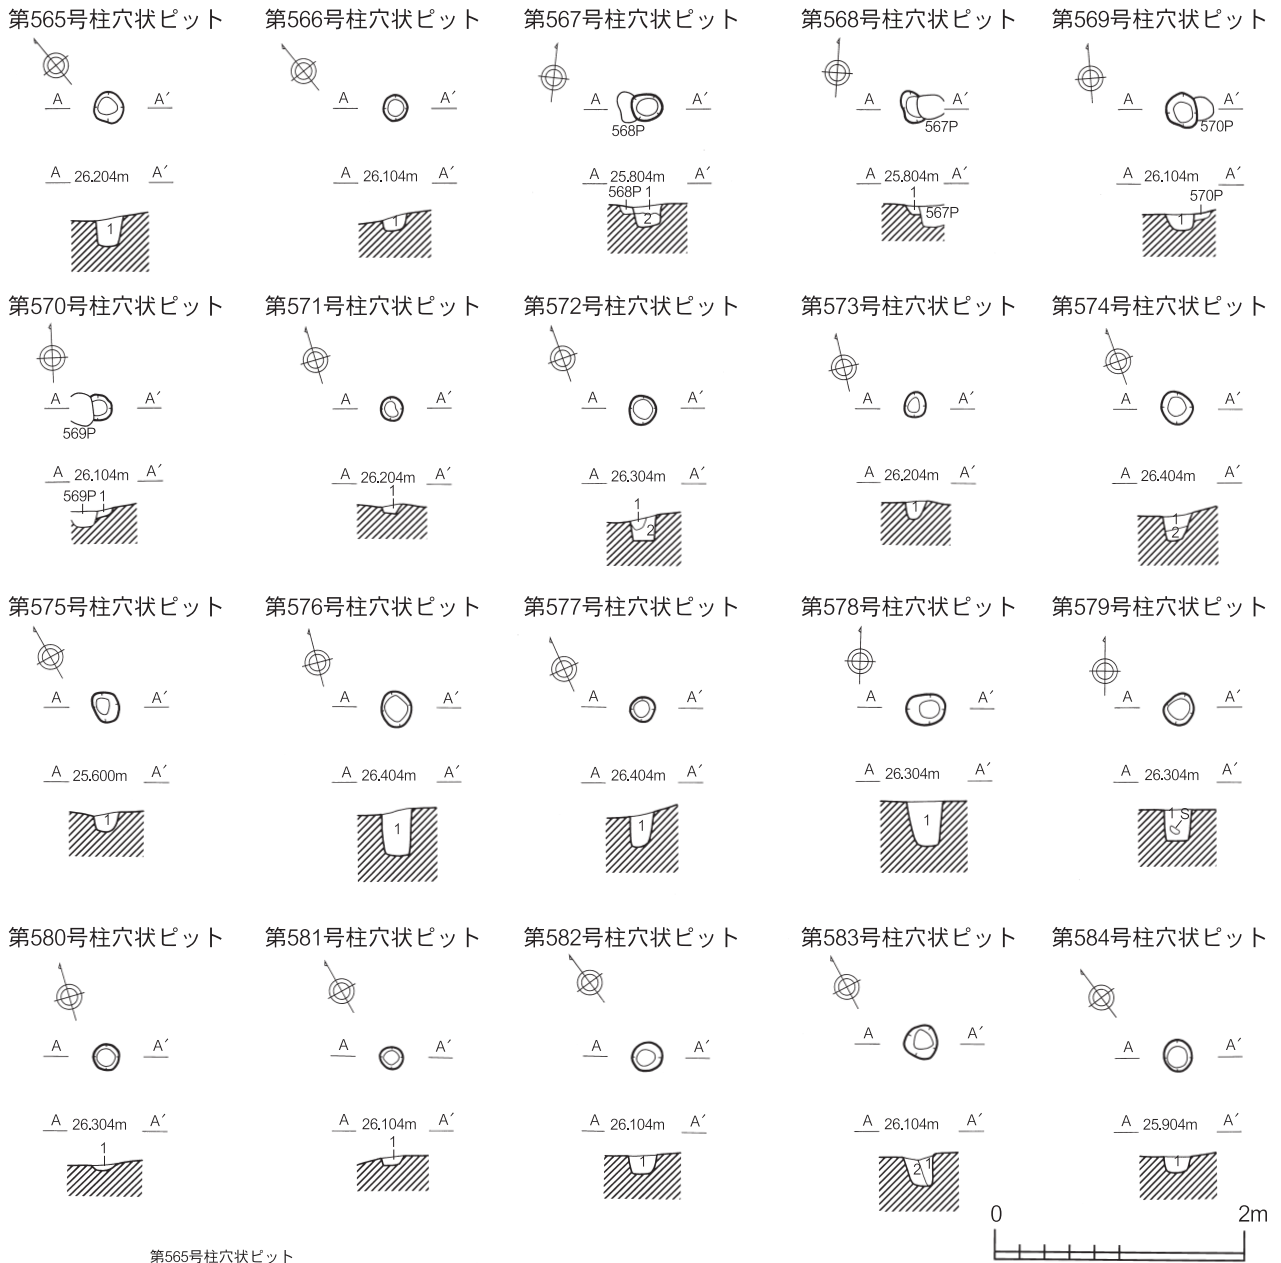 第565号柱穴状ピット 第566号柱穴状ピット 第567号柱穴状ピット 第568号柱穴状ピット 第569号柱穴状ピット
A A′ A A′ A A′ A A′ A A′
568P 567P 570P
A 26.204m A′ A 26.104m A′ A 25.804m A′ A 25.804m A′ A 26.104m A′
568P 1 1 570P
1 1 2 567P 1
第570号柱穴状ピット 第571号柱穴状ピット 第572号柱穴状ピット 第573号柱穴状ピット 第574号柱穴状ピット
A A′ A A′ A A′ A A′ A A′
569P
A 26.104m A′ A 26.204m A′ A 26.304m A′ A 26.204m A′ A 26.404m A′
569P 1 1 1 1 1
2 2
第575号柱穴状ピット 第576号柱穴状ピット 第577号柱穴状ピット 第578号柱穴状ピット 第579号柱穴状ピット
A A′ A A′ A A′ A A′ A A′
A 25.600m A′ A 26.404m A′ A 26.404m A′ A 26.304m A′ A 26.304m A′
1 1 1 1 1 S
第580号柱穴状ピット 第581号柱穴状ピット 第582号柱穴状ピット 第583号柱穴状ピット 第584号柱穴状ピット
A A′ A A′ A A′ A A′ A A′
A 26.304m A′ A 26.104m A′ A 26.104m A′ A 26.104m A′ A 25.904m A′
1 1 1 2 1 1
0 2m
第565号柱穴状ピット